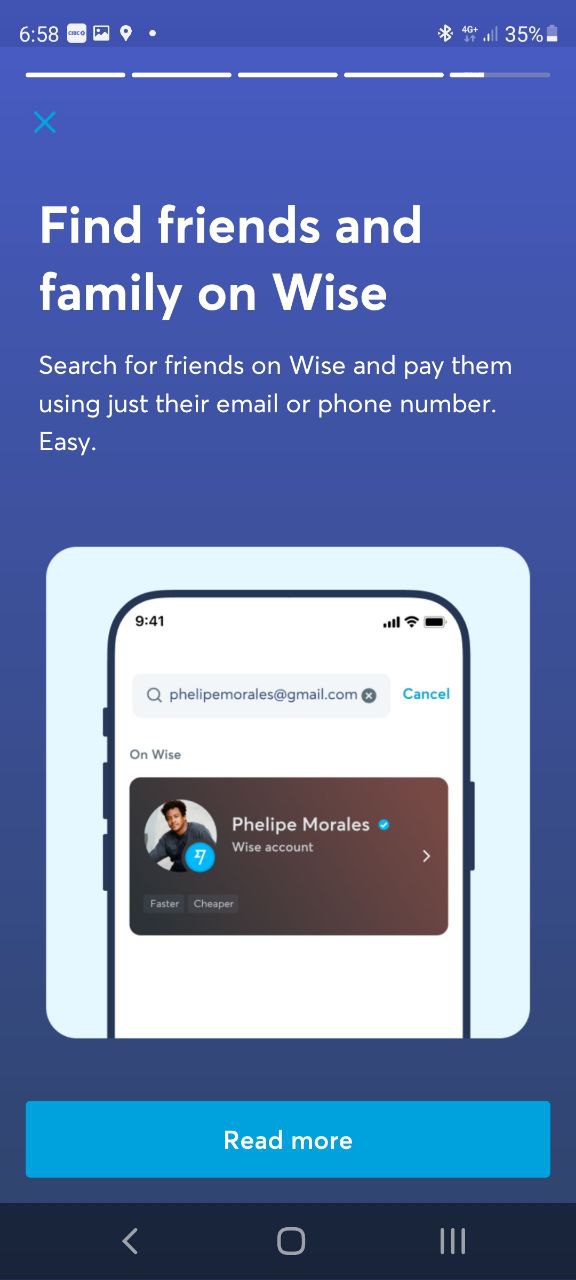 6:58
CIBC
4G+
35%
Find friends and
family on Wise
Search for friends on Wise and pay them
using just their email or phone number.
Easy.
9:41
phelipemorales@gmail.com
Cancel
On Wise
Phelipe Morales
Wise account
Faster
Cheaper
Read more